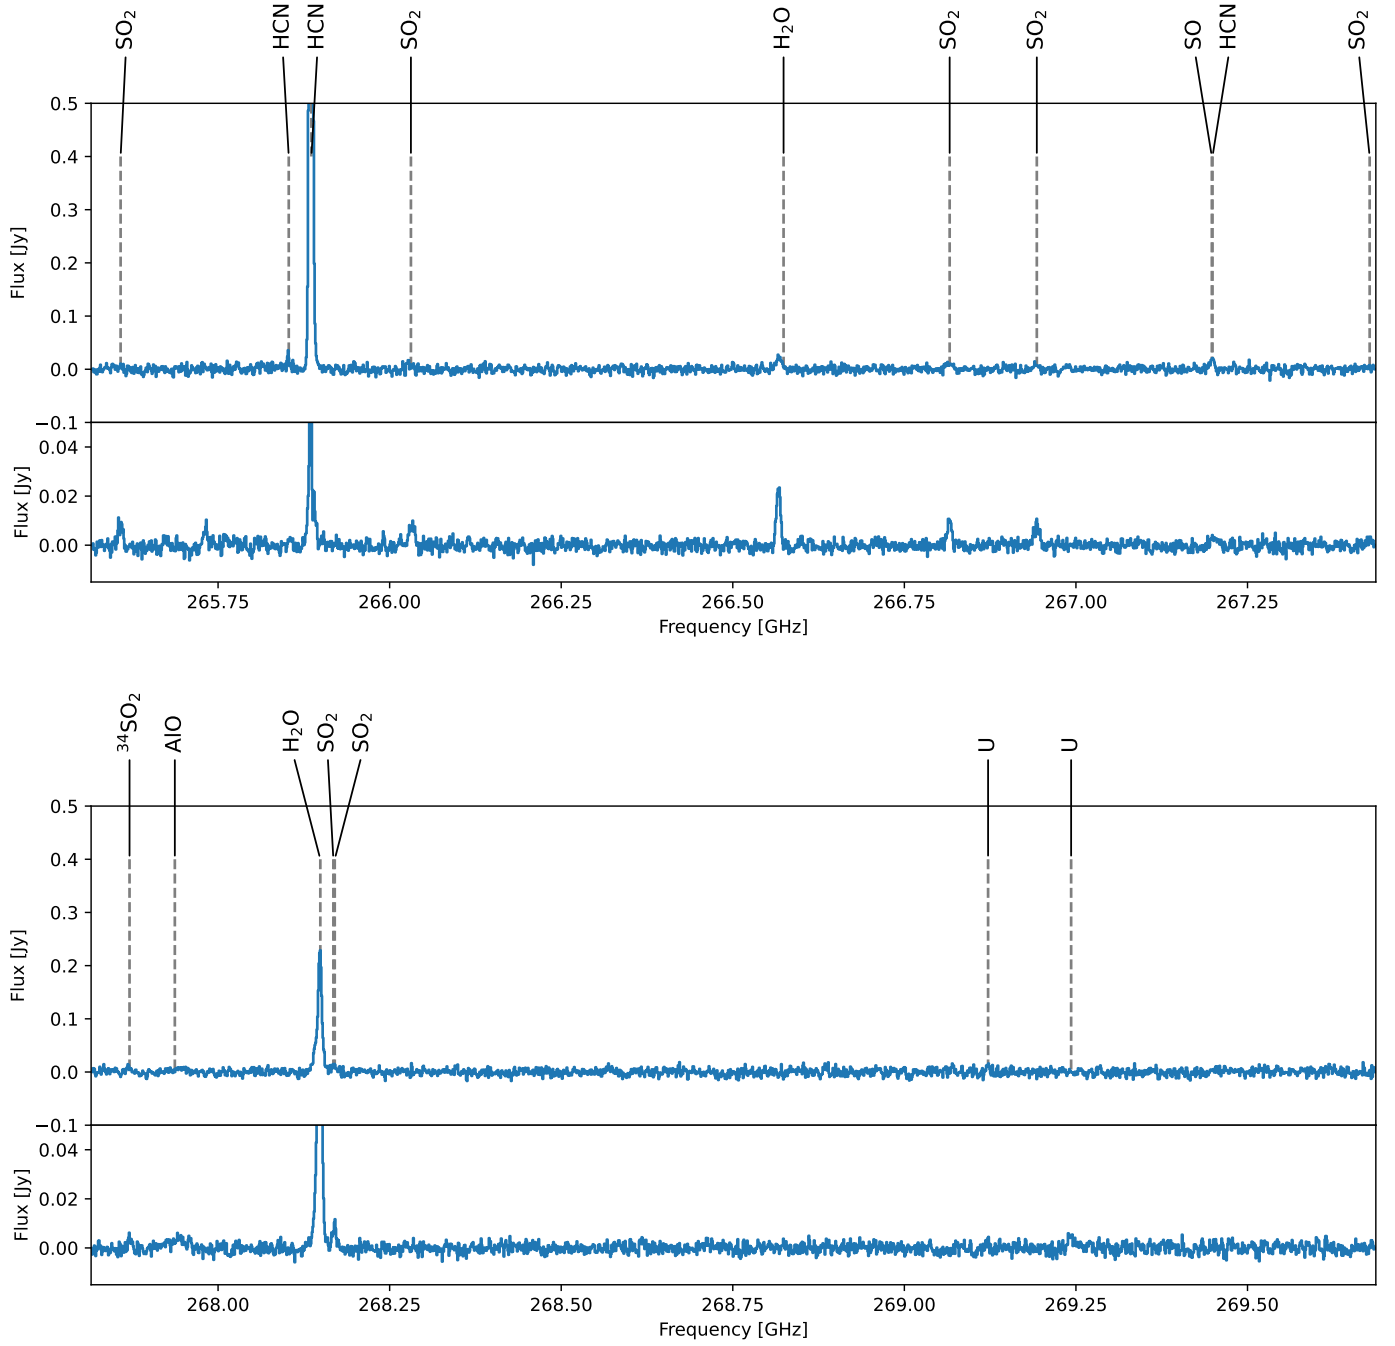 SO₂ HCN HCN SO₂ H₂O SO₂ SO₂ SO HCN SO₂
0.5
0.4
0.3
0.2
0.1
0.0
−0.1
Flux [Jy]
0.04
0.02
0.00
Flux [Jy]
265.75 266.00 266.25 266.50 266.75 267.00 267.25
Frequency [GHz]
³⁴SO₂ AlO H₂O SO₂ SO₂ U U
0.5
0.4
0.3
0.2
0.1
0.0
−0.1
Flux [Jy]
0.04
0.02
0.00
Flux [Jy]
268.00 268.25 268.50 268.75 269.00 269.25 269.50
Frequency [GHz]